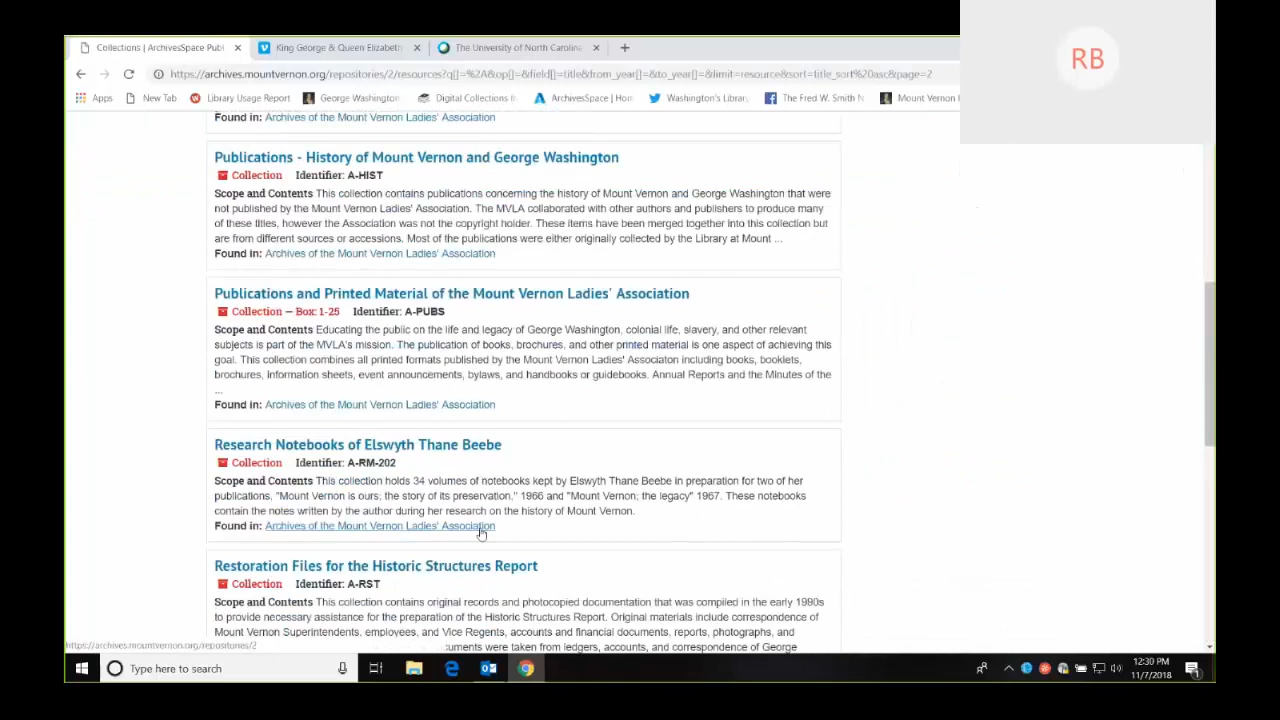 RB
Collections | ArchivesSpace Publ
King George & Queen Elizabeth
The University of North Carolina
https://archives.mountvernon.org/repositories/2/resources?q[]=%2A&op[]=&field[]=title&from_year[]=&to_year[]=&limit=resource&sort=title_sort%20asc&page=2
Apps New Tab Library Usage Report George Washington Digital Collections ArchivesSpace | Hom Washington's Library The Fred W. Smith N Mount Vernon
Found in: Archives of the Mount Vernon Ladies' Association
Publications - History of Mount Vernon and George Washington
Collection Identifier: A-HIST
Scope and Contents This collection contains publications concerning the history of Mount Vernon and George Washington that were
not published by the Mount Vernon Ladies' Association. The MVLA collaborated with other authors and publishers to produce many
of these titles, however the Association was not the copyright holder. These items have been merged together into this collection but
are from different sources or accessions. Most of the publications were either originally collected by the Library at Mount ...
Found in: Archives of the Mount Vernon Ladies' Association
Publications and Printed Material of the Mount Vernon Ladies' Association
Collection — Box: 1-25 Identifier: A-PUBS
Scope and Contents Educating the public on the life and legacy of George Washington, colonial life, slavery, and other relevant
subjects is part of the MVLA's mission. The publication of books, brochures, and other printed material is one aspect of achieving this
goal. This collection combines all printed formats published by the Mount Vernon Ladies' Associaton including books, booklets,
brochures, information sheets, event announcements, bylaws, and handbooks or guidebooks. Annual Reports and the Minutes of the
...
Found in: Archives of the Mount Vernon Ladies' Association
Research Notebooks of Elswyth Thane Beebe
Collection Identifier: A-RM-202
Scope and Contents This collection holds 34 volumes of notebooks kept by Elswyth Thane Beebe in preparation for two of her
publications, "Mount Vernon is ours; the story of its preservation," 1966 and "Mount Vernon; the legacy" 1967. These notebooks
contain the notes written by the author during her research on the history of Mount Vernon.
Found in: Archives of the Mount Vernon Ladies' Association
Restoration Files for the Historic Structures Report
Collection Identifier: A-RST
Scope and Contents This collection contains original records and photocopied documentation that was compiled in the early 1980s
to provide necessary assistance for the preparation of the Historic Structures Report. Original materials include correspondence of
Mount Vernon Superintendents, employees, and Vice Regents, accounts and financial documents, reports, photographs, and
uments were taken from ledgers, accounts, and correspondence of George
https://archives.mountvernon.org/repositories/2
Type here to search
12:30 PM
11/7/2018